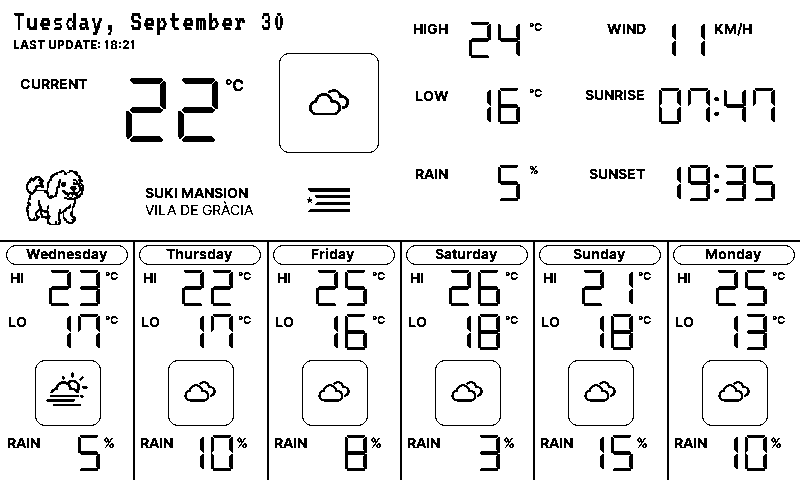 Tuesday, September 30
LAST UPDATE: 18:21
CURRENT 22 °C
HIGH 24 °C
LOW 16 °C
RAIN 5 %
WIND 11 KM/H
SUNRISE 07:47
SUNSET 19:35
SUKI MANSION
VILA DE GRÀCIA
Wednesday
HI 23 °C
LO 17 °C
RAIN 5 %
Thursday
HI 22 °C
LO 17 °C
RAIN 10 %
Friday
HI 25 °C
LO 16 °C
RAIN 8 %
Saturday
HI 26 °C
LO 18 °C
RAIN 3 %
Sunday
HI 21 °C
LO 18 °C
RAIN 15 %
Monday
HI 25 °C
LO 13 °C
RAIN 10 %